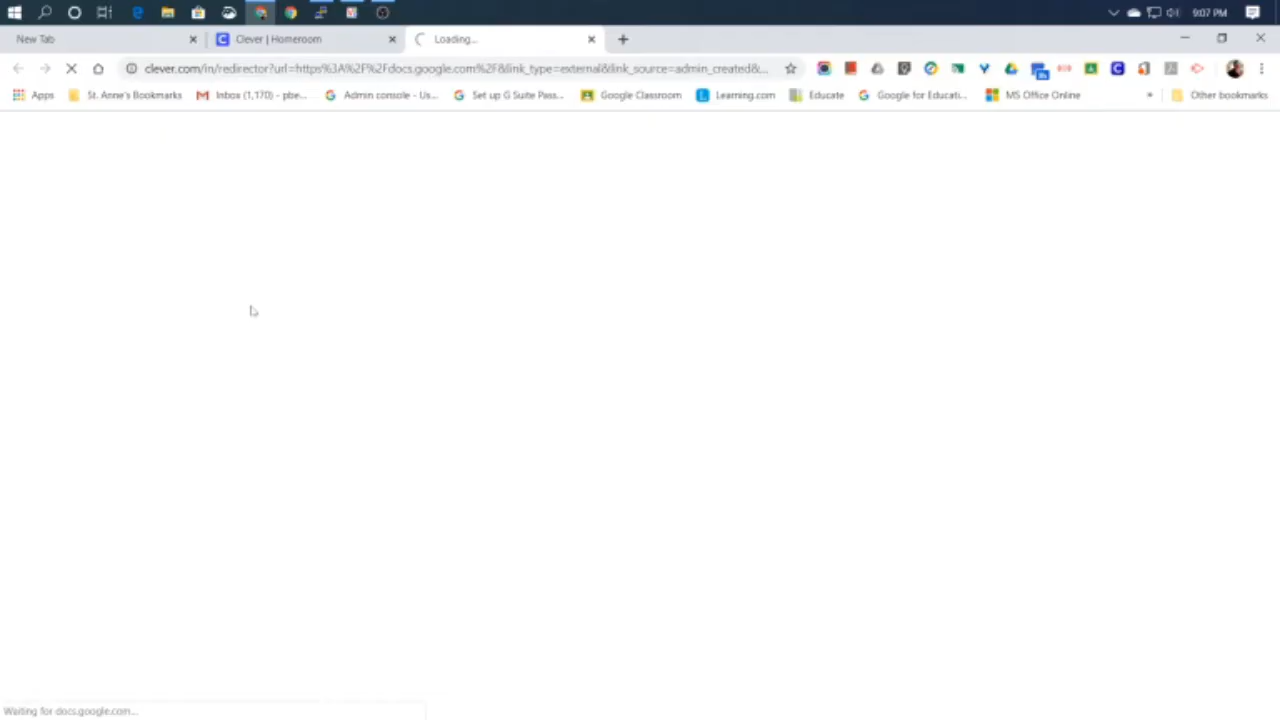 9:07 PM
New Tab
Clever | Homeroom
Loading...
clever.com/in/redirector?url=https%3A%2F%2Fdocs.google.com%2F&link_type=external&link_source=admin_created&...
Apps
St. Anne's Bookmarks
Inbox (1,170) - pbe...
Admin console - Us...
Set up G Suite Pass...
Google Classroom
Learning.com
Educate
Google for Educati...
MS Office Online
»
Other bookmarks
Waiting for docs.google.com...